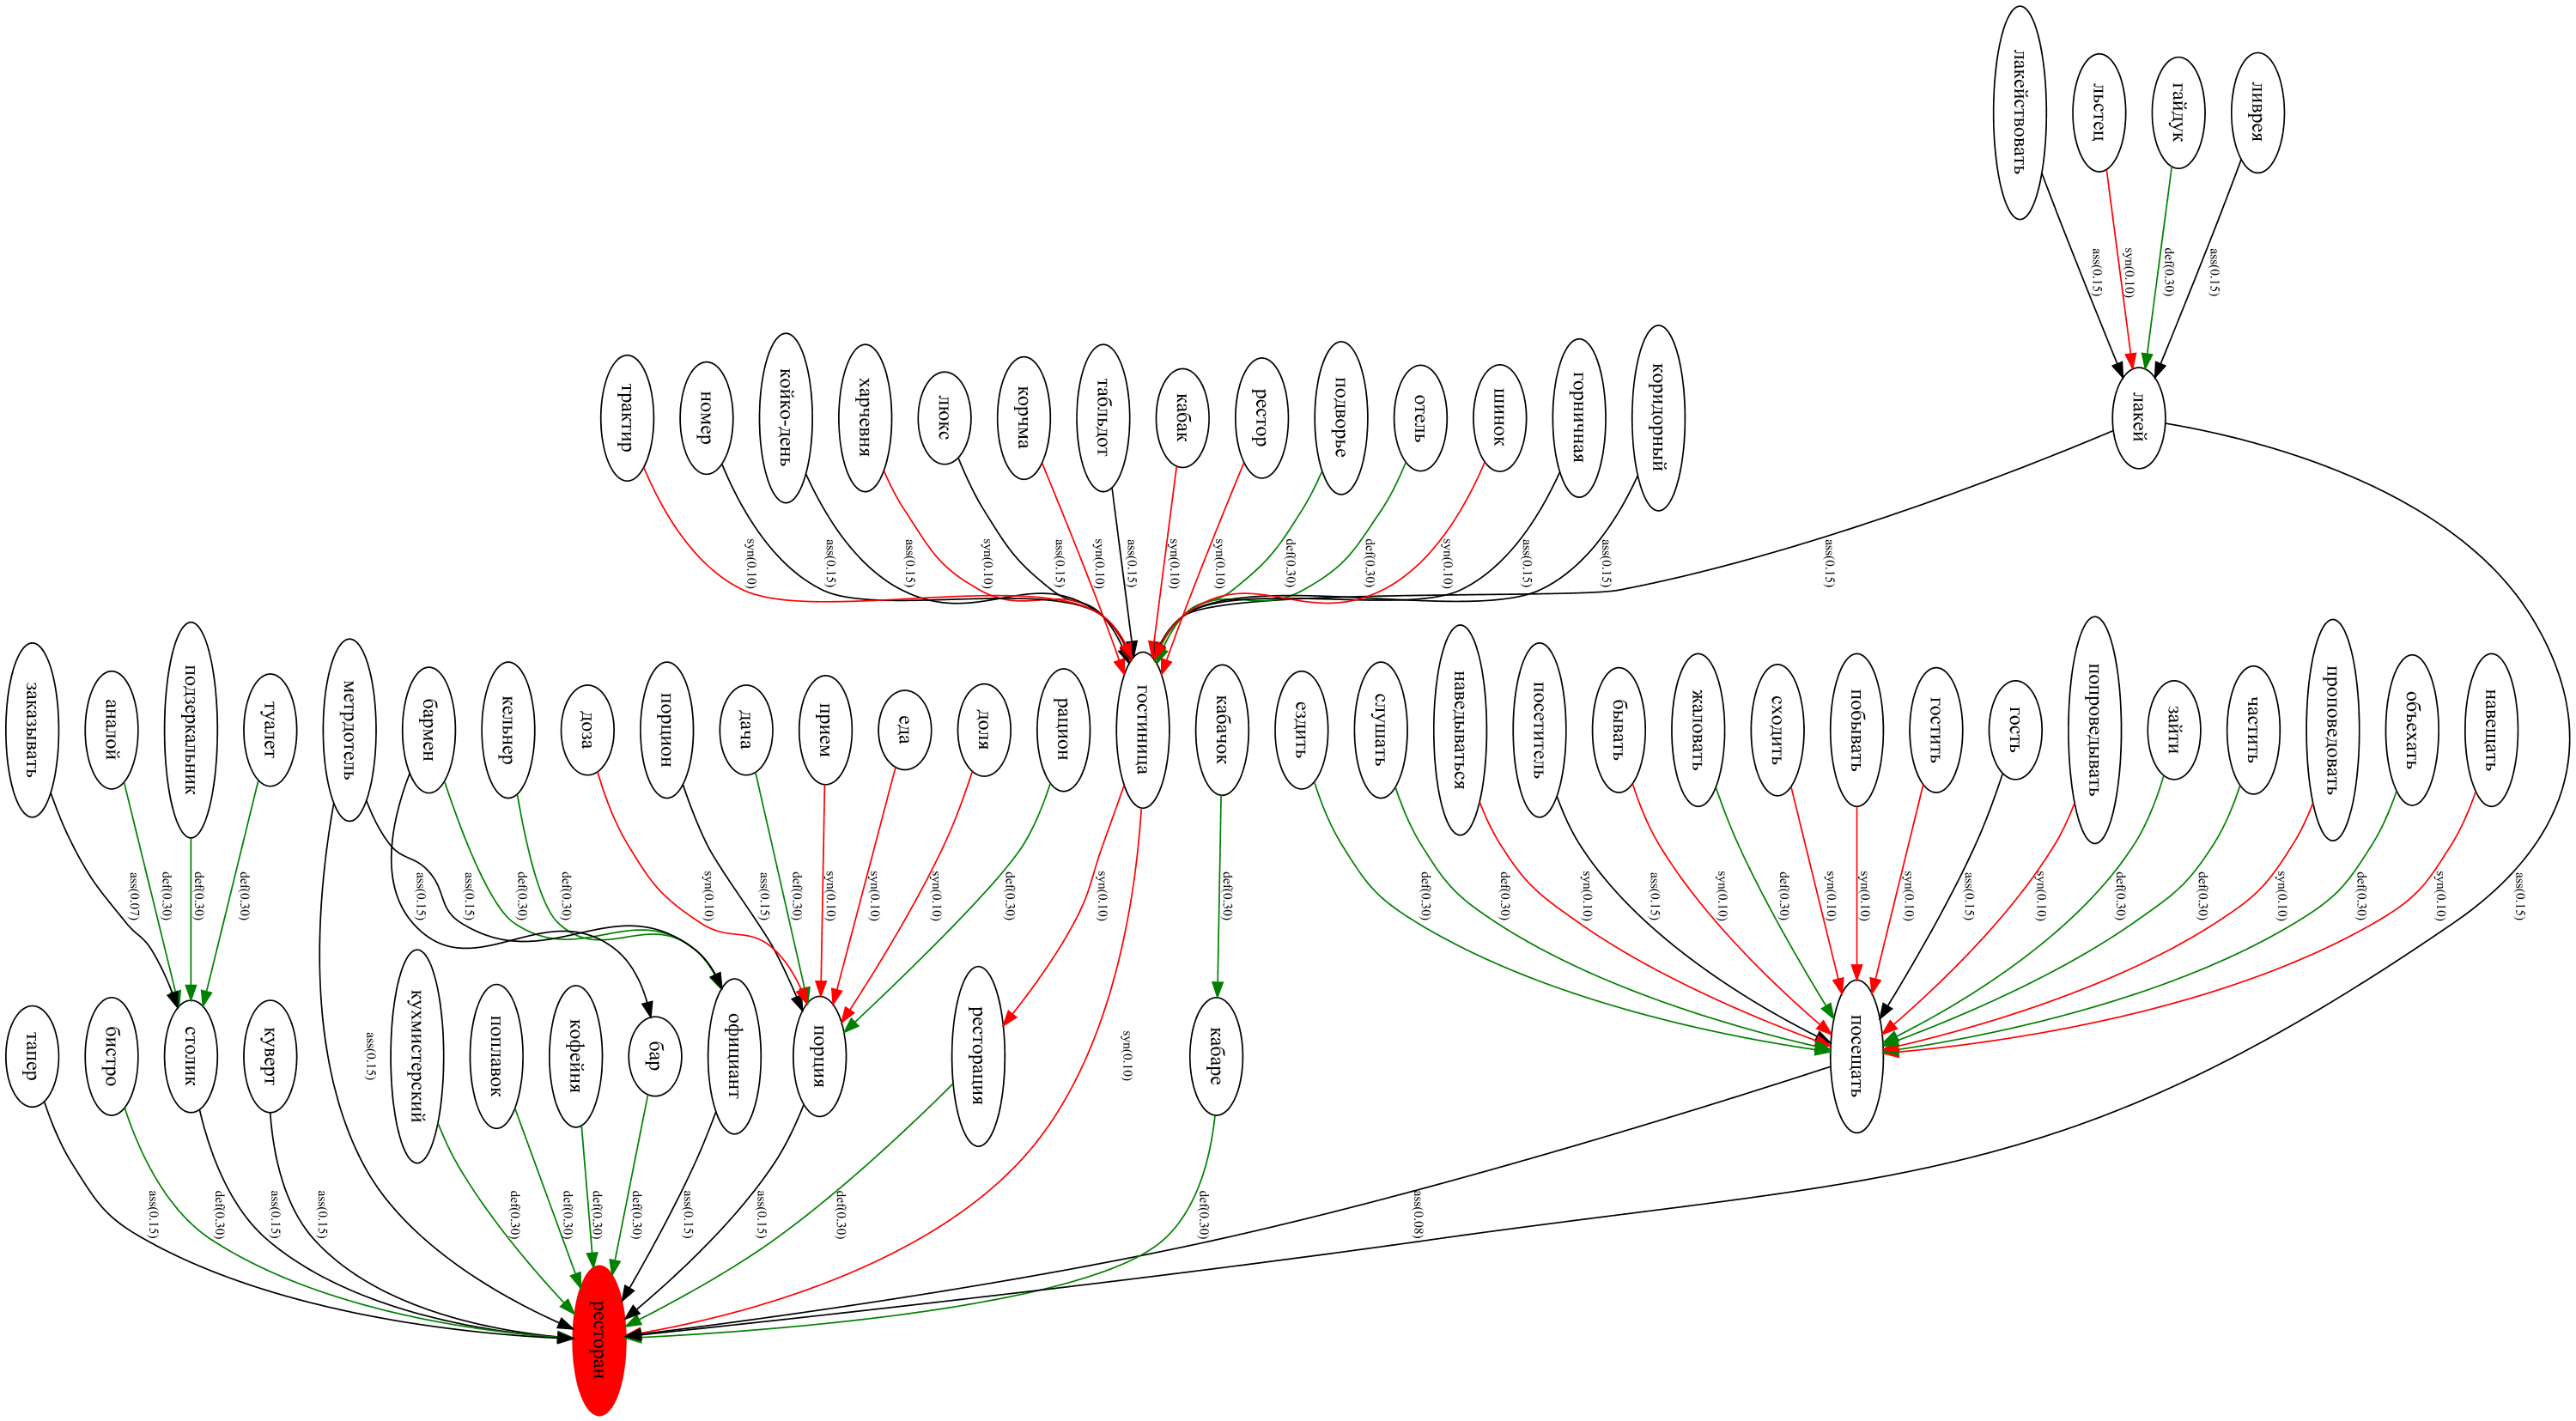 лакействовать
льстец
гайдук
ливрея
ass(0.15)
syn(0.10)
def(0.30)
ass(0.15)
лакей
трактир
номер
койко-день
харчевня
люкс
корчма
табльдот
кабак
рестор
подворье
отель
шинок
горничная
коридорный
syn(0.10)
ass(0.15)
ass(0.15)
syn(0.10)
ass(0.15)
syn(0.10)
ass(0.15)
syn(0.10)
syn(0.10)
def(0.30)
def(0.30)
syn(0.10)
ass(0.15)
ass(0.15)
ass(0.15)
заказывать
аналой
подзеркальник
туалет
метрдотель
бармен
кельнер
доза
порцион
дача
прием
еда
доля
рацион
гостиница
кабачок
ездить
слушать
наведываться
посетитель
бывать
жаловать
сходить
побывать
гостить
гость
попроведывать
зайти
частить
проповедовать
объехать
навещать
ass(0.07)
def(0.30)
def(0.30)
def(0.30)
ass(0.15)
ass(0.15)
def(0.30)
def(0.30)
syn(0.10)
ass(0.15)
def(0.30)
syn(0.10)
syn(0.10)
syn(0.10)
def(0.30)
syn(0.10)
def(0.30)
def(0.30)
def(0.30)
syn(0.10)
ass(0.15)
syn(0.10)
def(0.30)
syn(0.10)
syn(0.10)
syn(0.10)
ass(0.15)
syn(0.10)
def(0.30)
def(0.30)
syn(0.10)
def(0.30)
syn(0.10)
ass(0.15)
тапер
бистро
столик
куверт
ass(0.15)
кухмистерский
поплавок
кофейня
бар
официант
порция
ресторация
syn(0.10)
кабаре
посещать
ass(0.15)
def(0.30)
ass(0.15)
ass(0.15)
def(0.30)
def(0.30)
def(0.30)
def(0.30)
ass(0.15)
ass(0.15)
def(0.30)
def(0.30)
ass(0.08)
ресторан